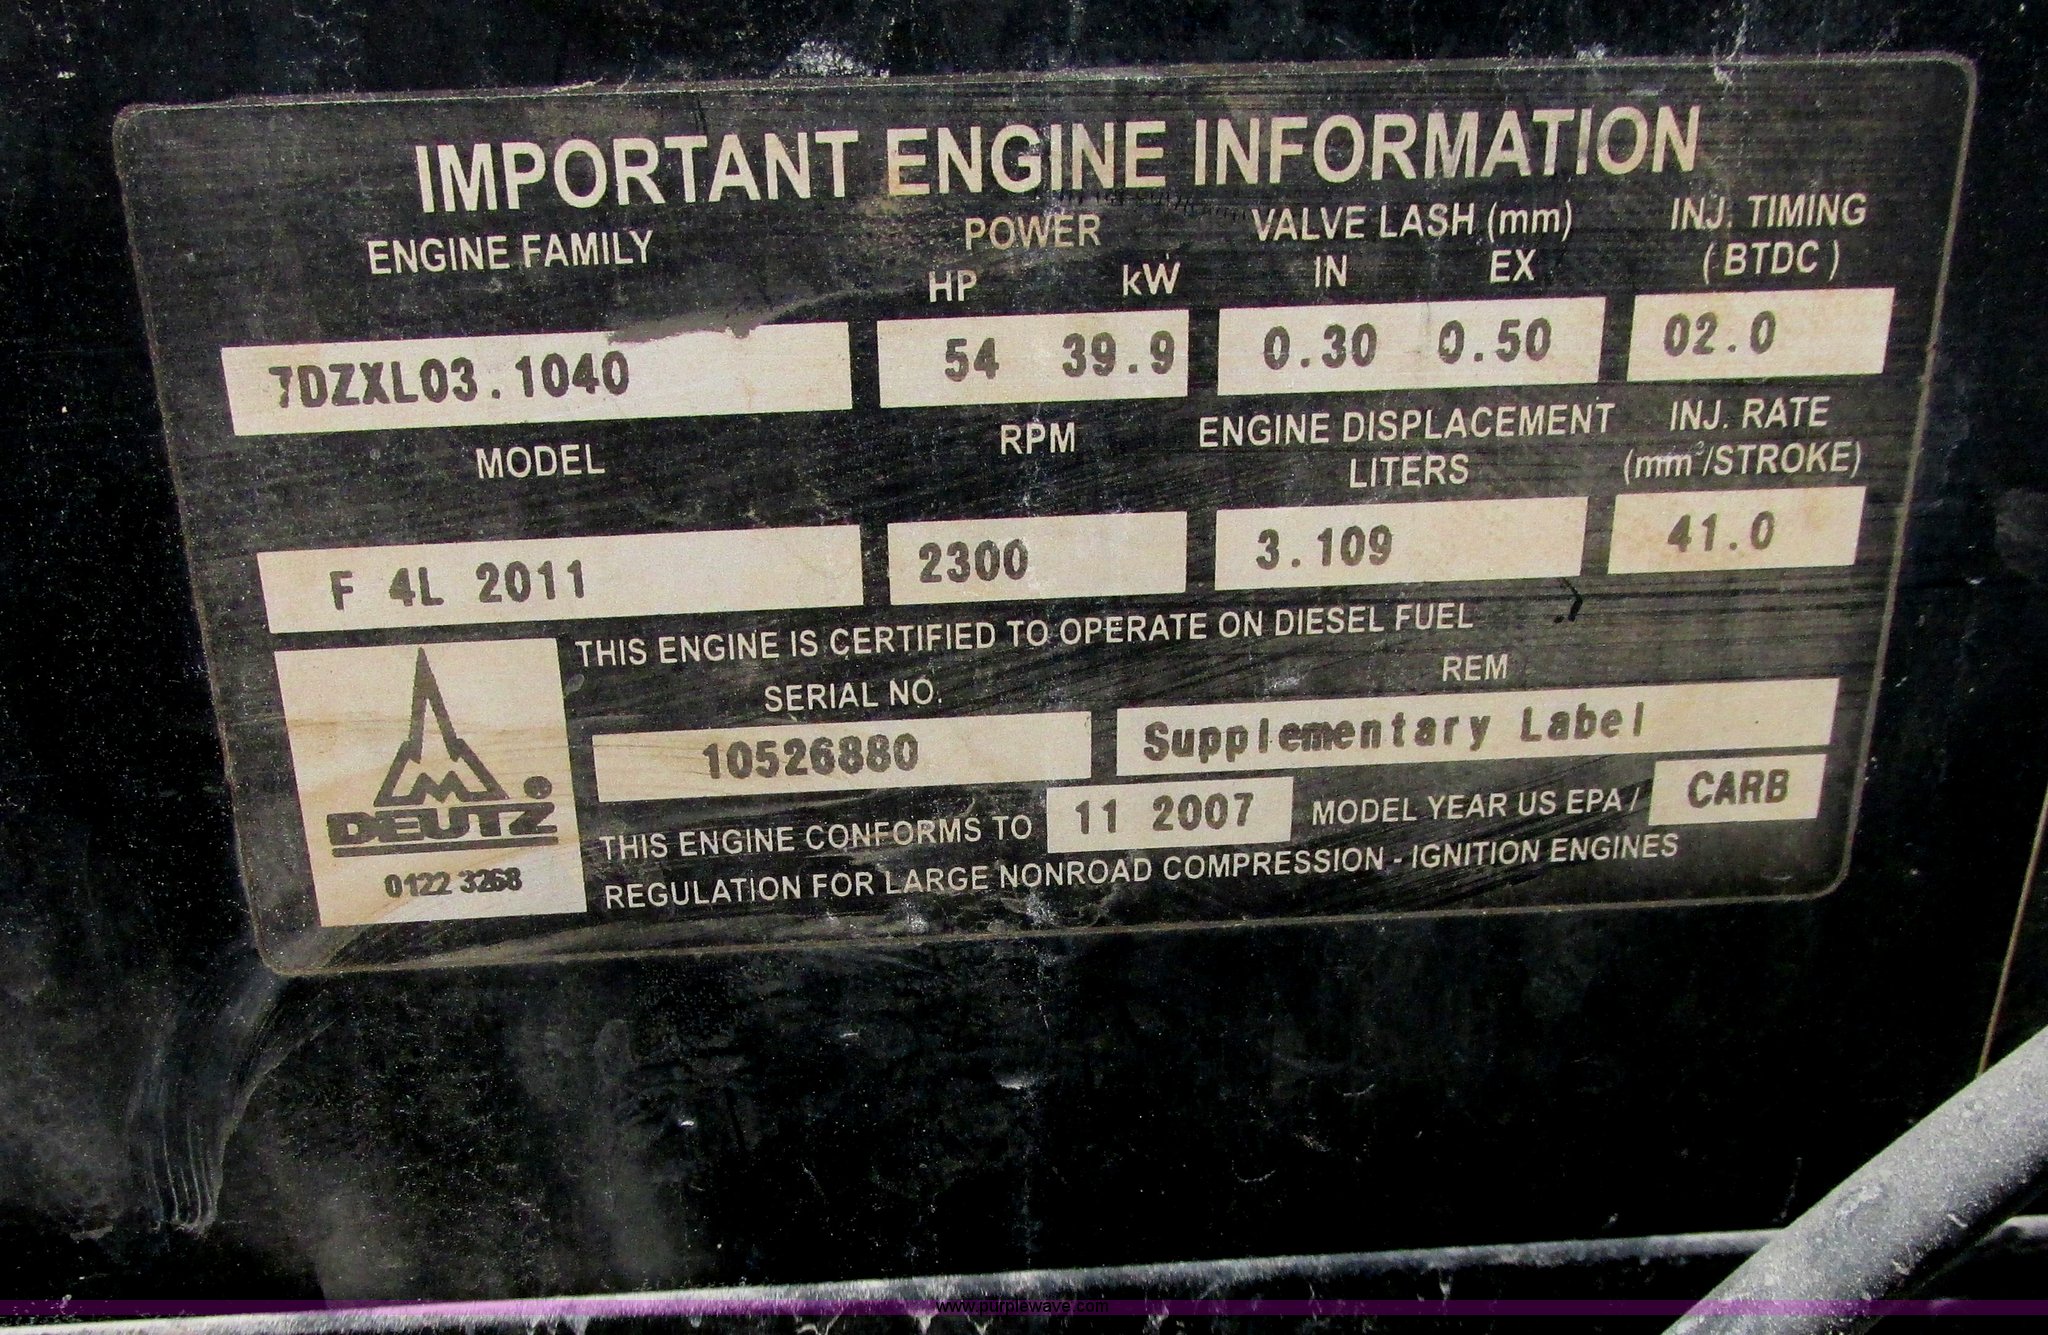 IMPORTANT ENGINE INFORMATION
ENGINE FAMILY POWER VALVE LASH (mm) INJ. TIMING
HP kW IN EX ( BTDC )
7DZXL03.1040 54 39.9 0.30 0.50 02.0
MODEL RPM ENGINE DISPLACEMENT INJ. RATE
LITERS (mm³/STROKE)
F 4L 2011 2300 3.109 41.0
THIS ENGINE IS CERTIFIED TO OPERATE ON DIESEL FUEL
SERIAL NO. REM
10526880 Supplementary Label
DEUTZ®
THIS ENGINE CONFORMS TO 11 2007 MODEL YEAR US EPA / CARB
0122 3268
REGULATION FOR LARGE NONROAD COMPRESSION - IGNITION ENGINES
www.purplewave.com